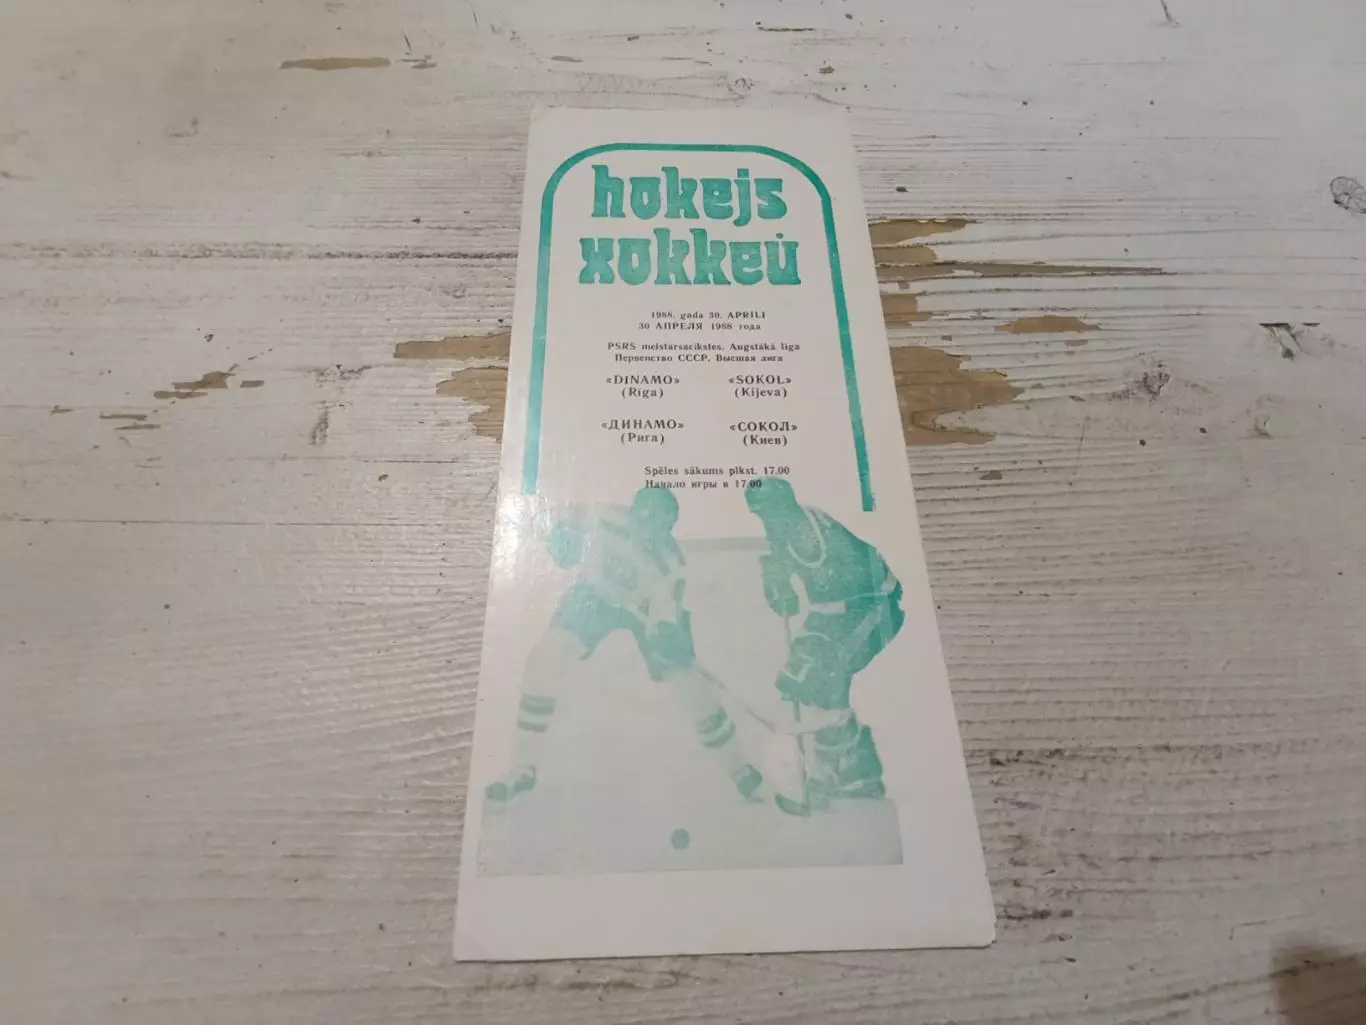 hokejs
хоккей
1988. gada 30. APRĪLĪ
30 АПРЕЛЯ 1988 года
PSRS meistarsacīkstes. Augstākā līga
Первенство СССР. Высшая лига
«DINAMO» «SOKOL»
(Rīga) (Kijeva)
«ДИНАМО» «СОКОЛ»
(Рига) (Киев)
Spēles sākums plkst. 17.00
Начало игры в 17.00